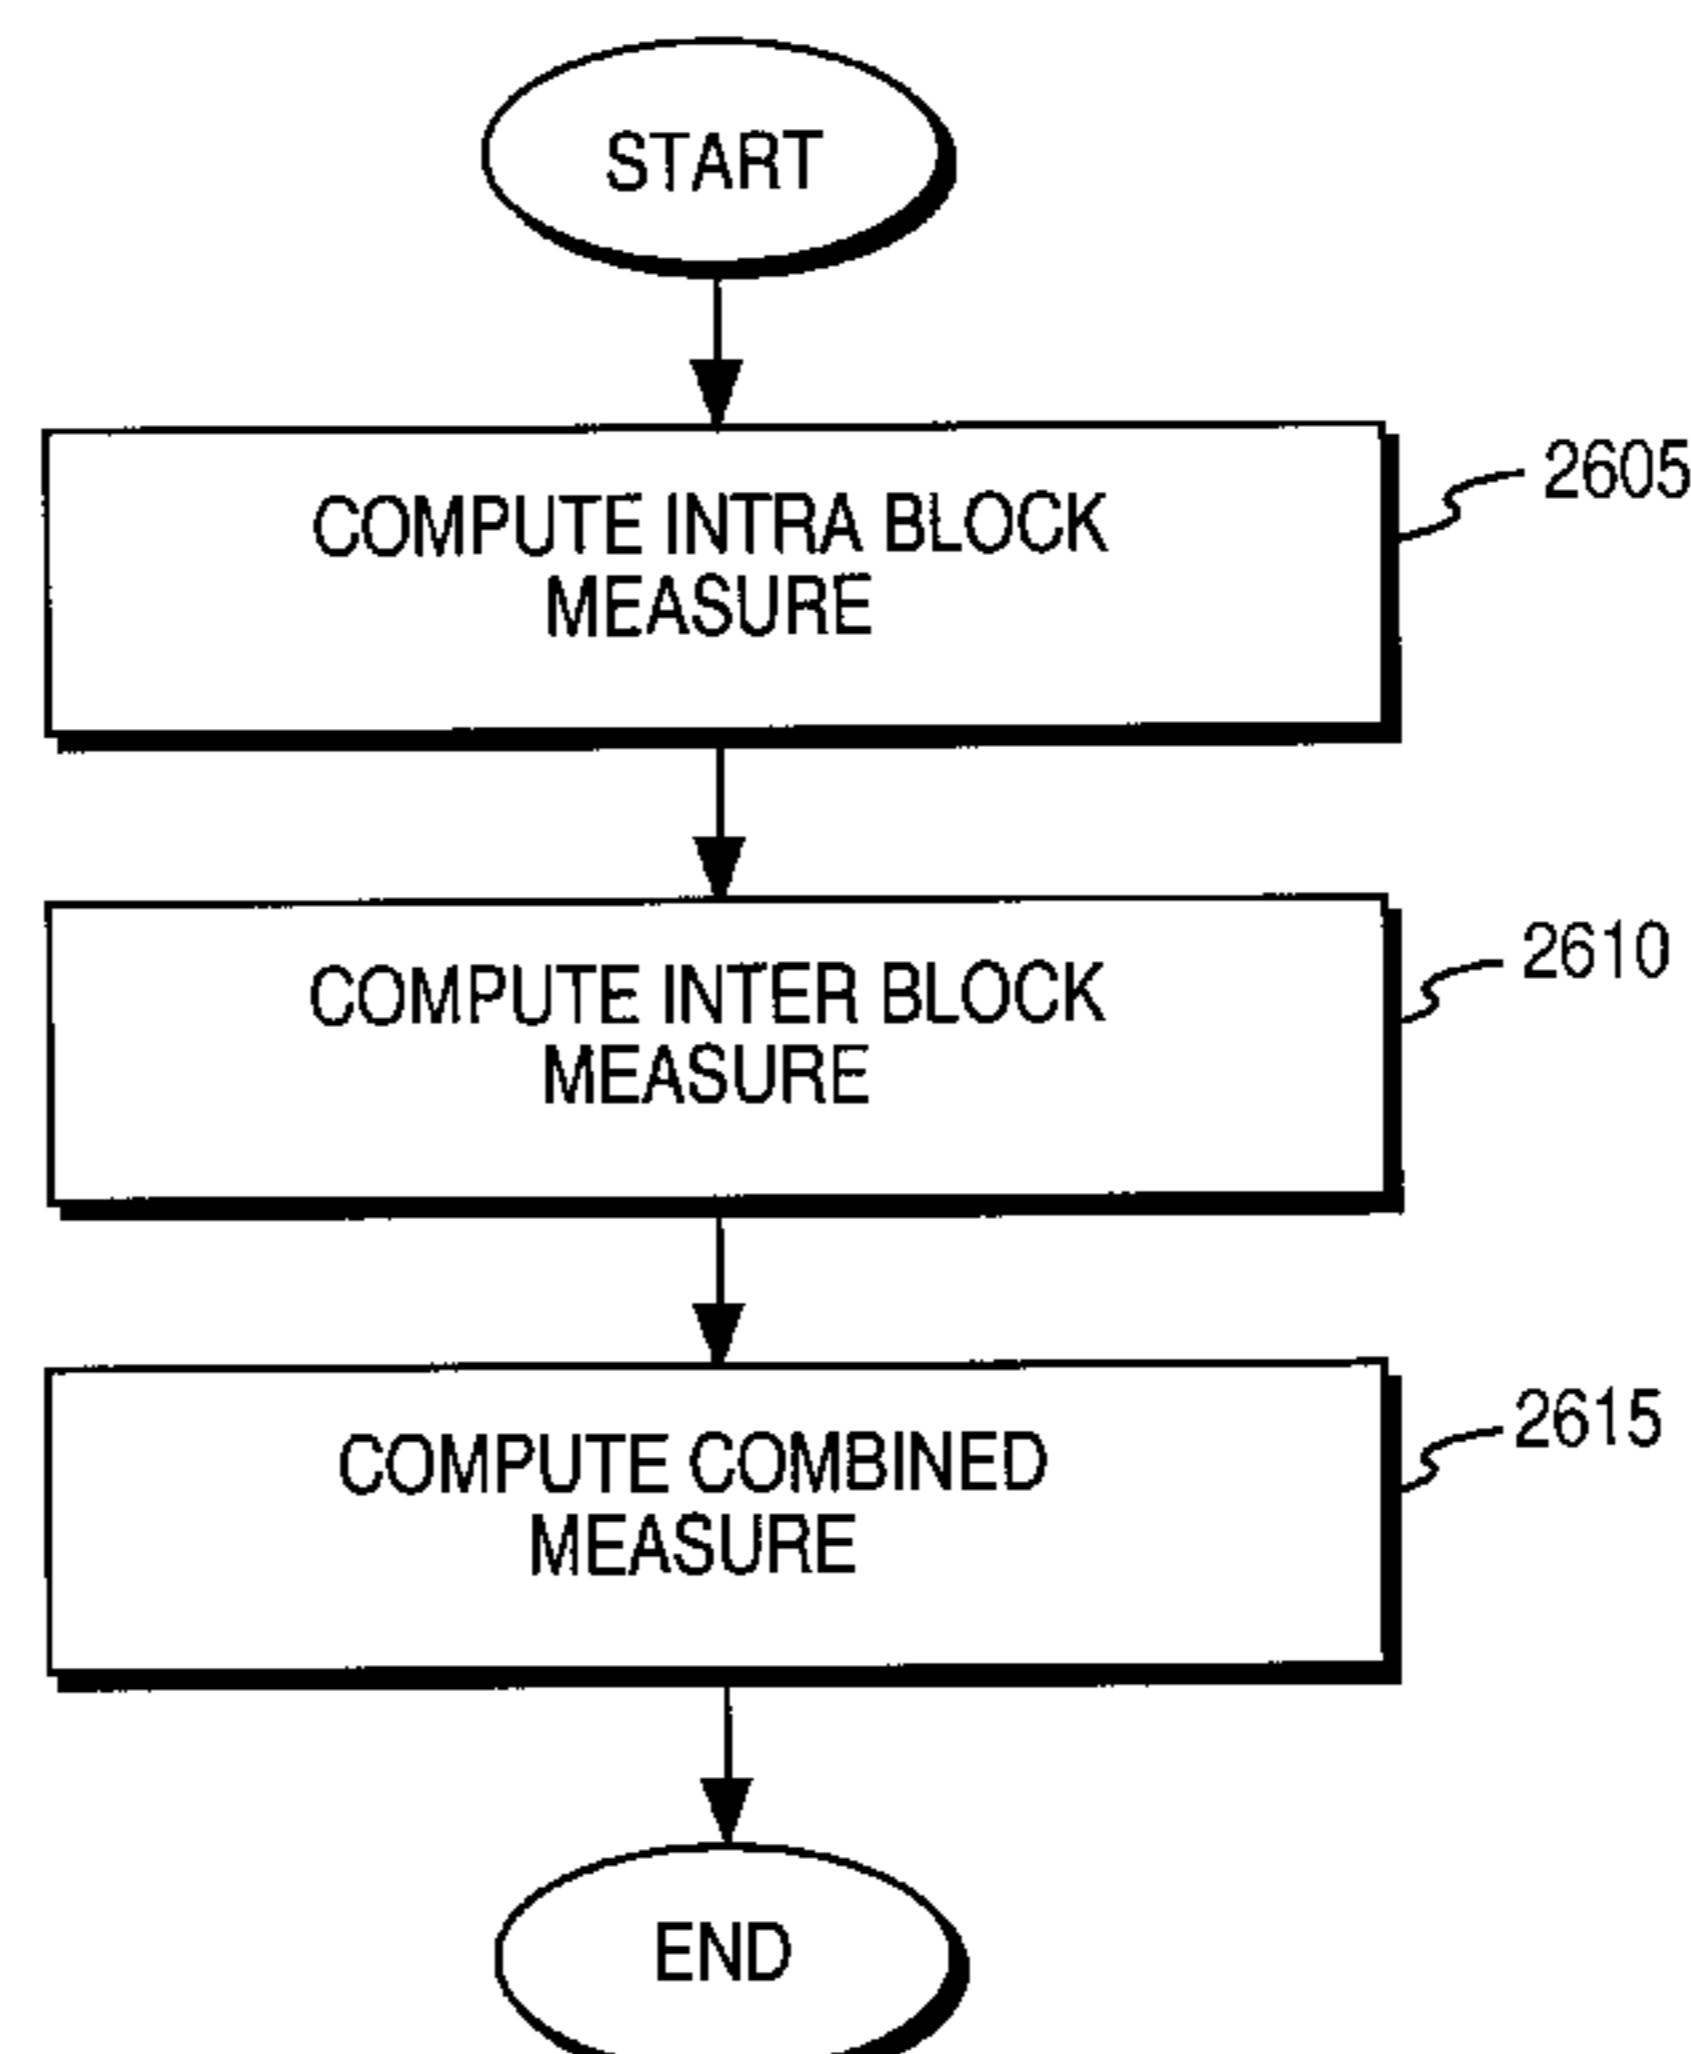 START
COMPUTE INTRA BLOCK
MEASURE
2605
COMPUTE INTER BLOCK
MEASURE
2610
COMPUTE COMBINED
MEASURE
2615
END